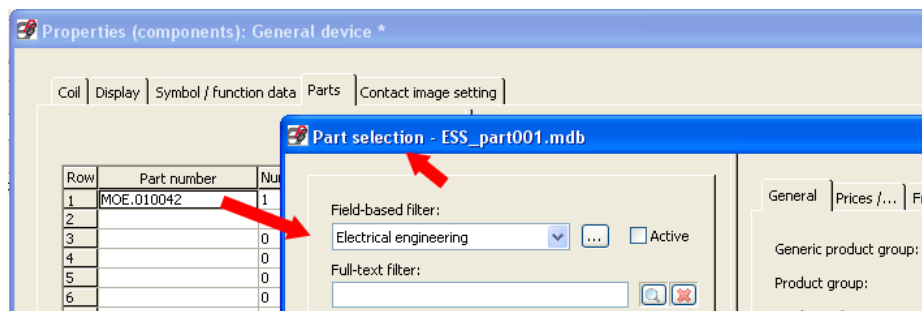 Properties (components): General device *
Coil Display Symbol / function data Parts Contact image setting
Part selection - ESS_part001.mdb
Row Part number Nu
1 MOE.010042 1
2
3 0
4 0
5 0
6 0
Field-based filter:
Electrical engineering ... Active
Full-text filter:
General Prices /... F
Generic product group:
Product group: